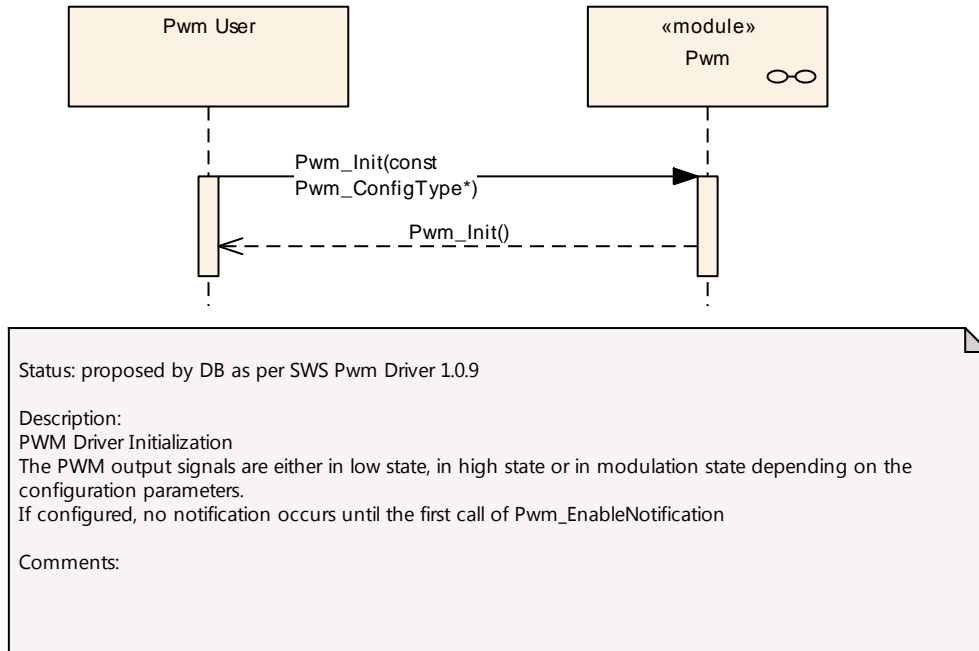 Pwm User
«module»
Pwm
Pwm_Init(const
Pwm_ConfigType*)
Pwm_Init()
Status: proposed by DB as per SWS Pwm Driver 1.0.9
Description:
PWM Driver Initialization
The PWM output signals are either in low state, in high state or in modulation state depending on the
configuration parameters.
If configured, no notification occurs until the first call of Pwm_EnableNotification
Comments: